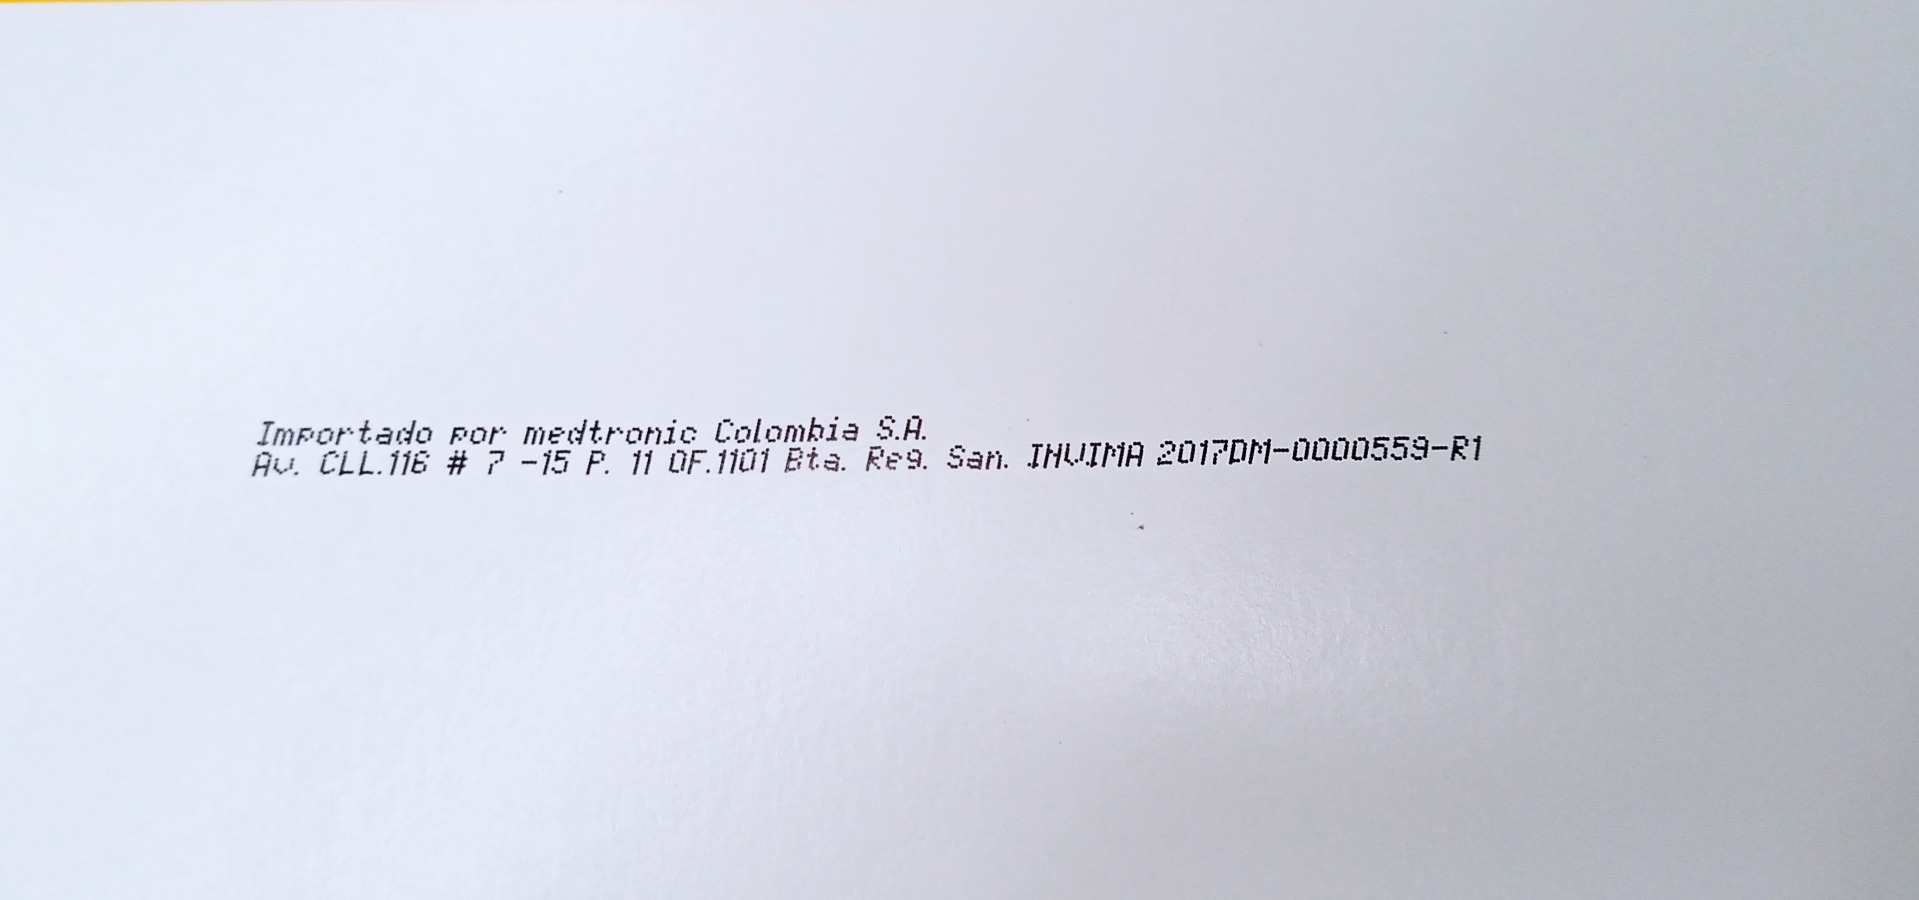 Importado por medtronic Colombia S.A.
Av. CLL.116 # 7 -15 P. 11 OF.1101 Bta. Reg. San. INVIMA 2017DM-0000559-R1